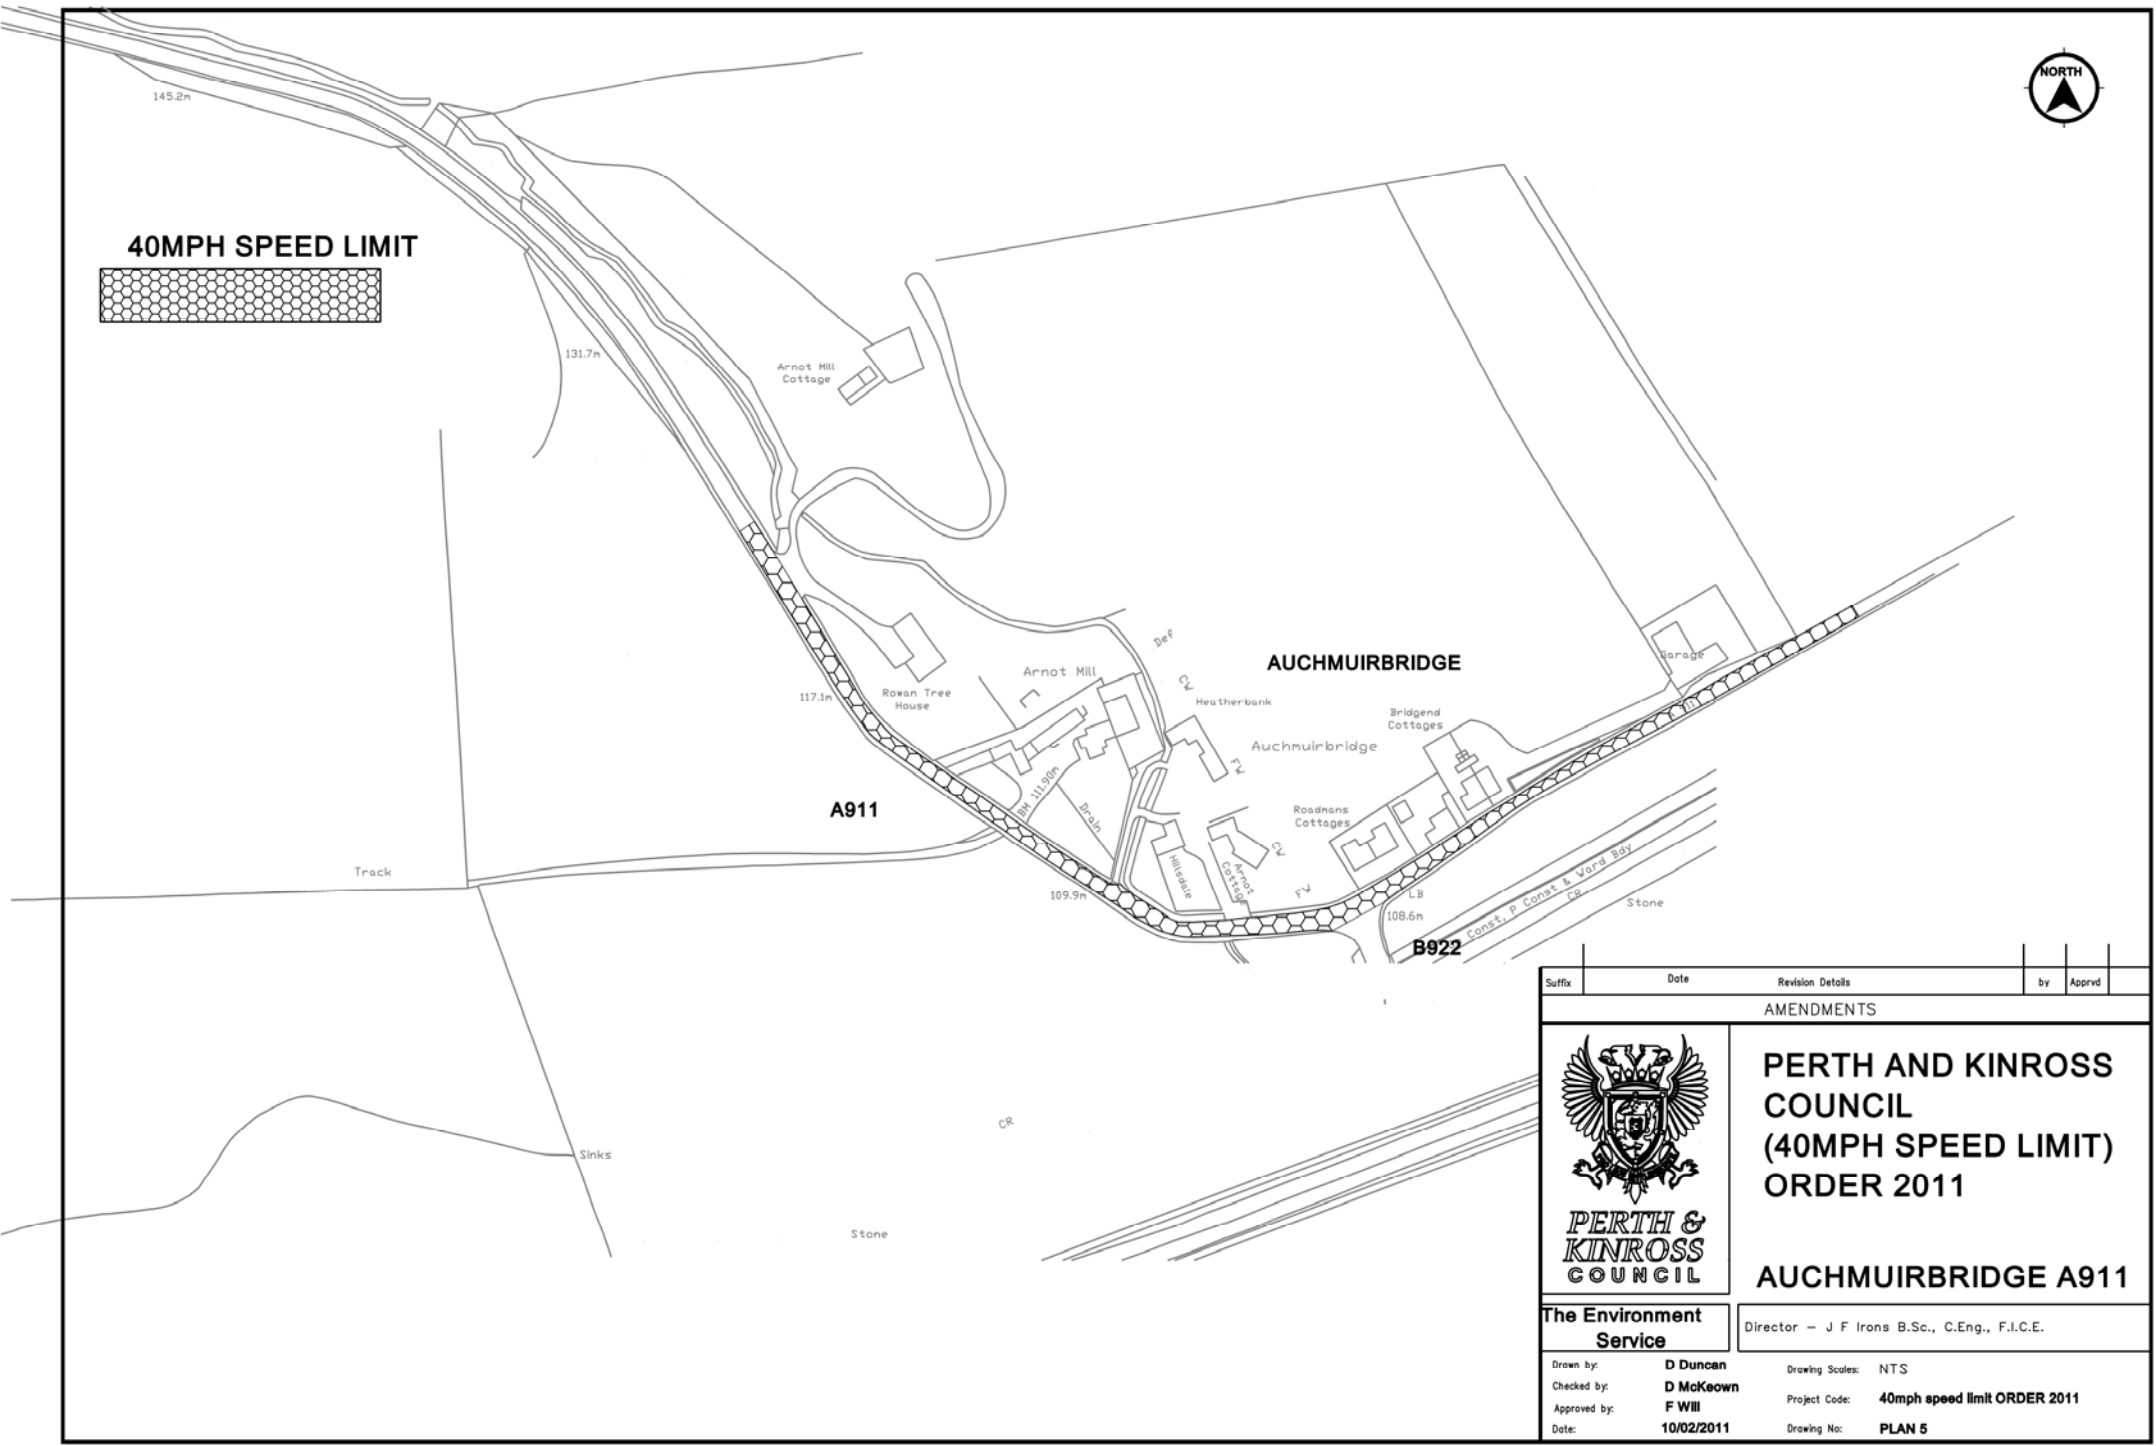 NORTH
145.2m
40MPH SPEED LIMIT
131.7m
Arnot Mill
Cottage
Def
AUCHMUIRBRIDGE
Garage
Arnot Mill
CW
117.1m
Rowan Tree
House
Heatherbank
Bridgend
Cottages
Auchmuirbridge
FW
BM 111.90m
A911
Drain
Roadmans
Cottages
CW
Track
Hillsdale
Arnot
Cottage
FW
109.9m
LB
108.6m
Const, P Const & Ward Bdy
CR
Stone
B922
CR
Sinks
Stone
Suffix
Date
Revision Details
by
Apprvd
AMENDMENTS
PERTH AND KINROSS
COUNCIL
(40MPH SPEED LIMIT)
ORDER 2011
PERTH &
KINROSS
COUNCIL
AUCHMUIRBRIDGE A911
The Environment
Service
Director - J F Irons B.Sc., C.Eng., F.I.C.E.
Drawn by: D Duncan
Checked by: D McKeown
Approved by: F Will
Date: 10/02/2011
Drawing Scales: NTS
Project Code: 40mph speed limit ORDER 2011
Drawing No: PLAN 5